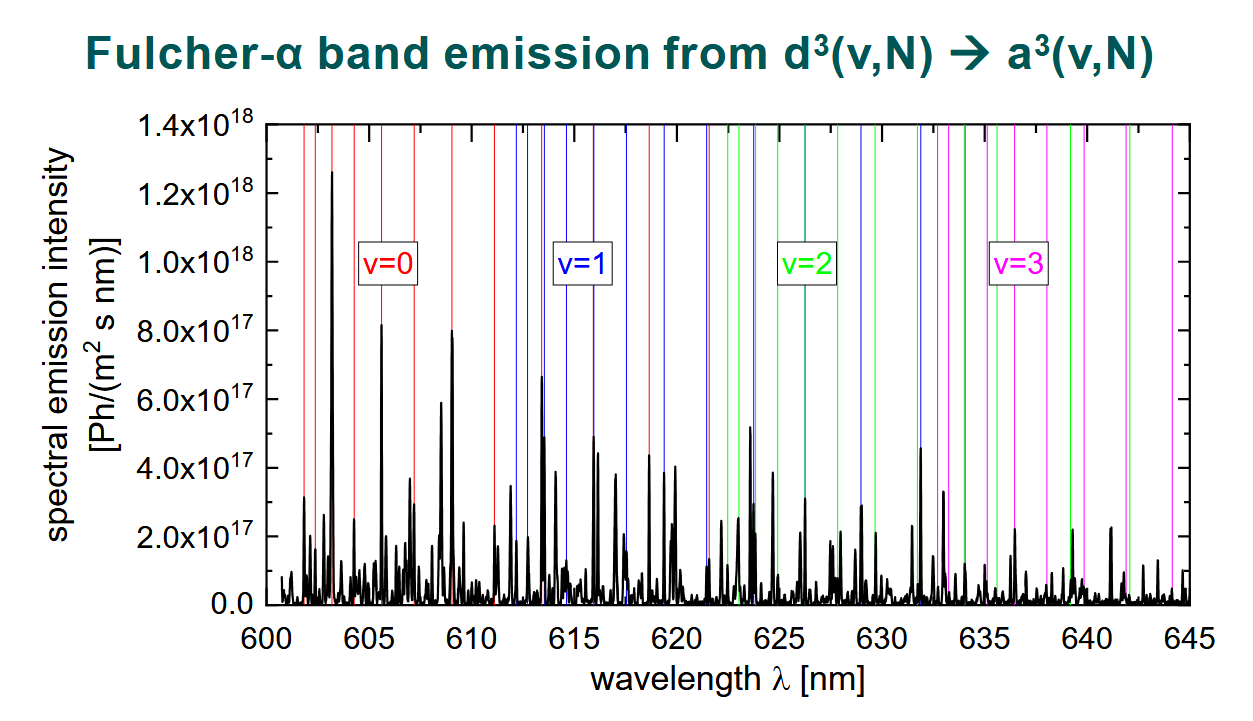 Fulcher-α band emission from d³(v,N) → a³(v,N)
spectral emission intensity
[Ph/(m² s nm)]
1.4x10¹⁸
1.2x10¹⁸
1.0x10¹⁸
8.0x10¹⁷
6.0x10¹⁷
4.0x10¹⁷
2.0x10¹⁷
0.0
v=0
v=1
v=2
v=3
600 605 610 615 620 625 630 635 640 645
wavelength λ [nm]